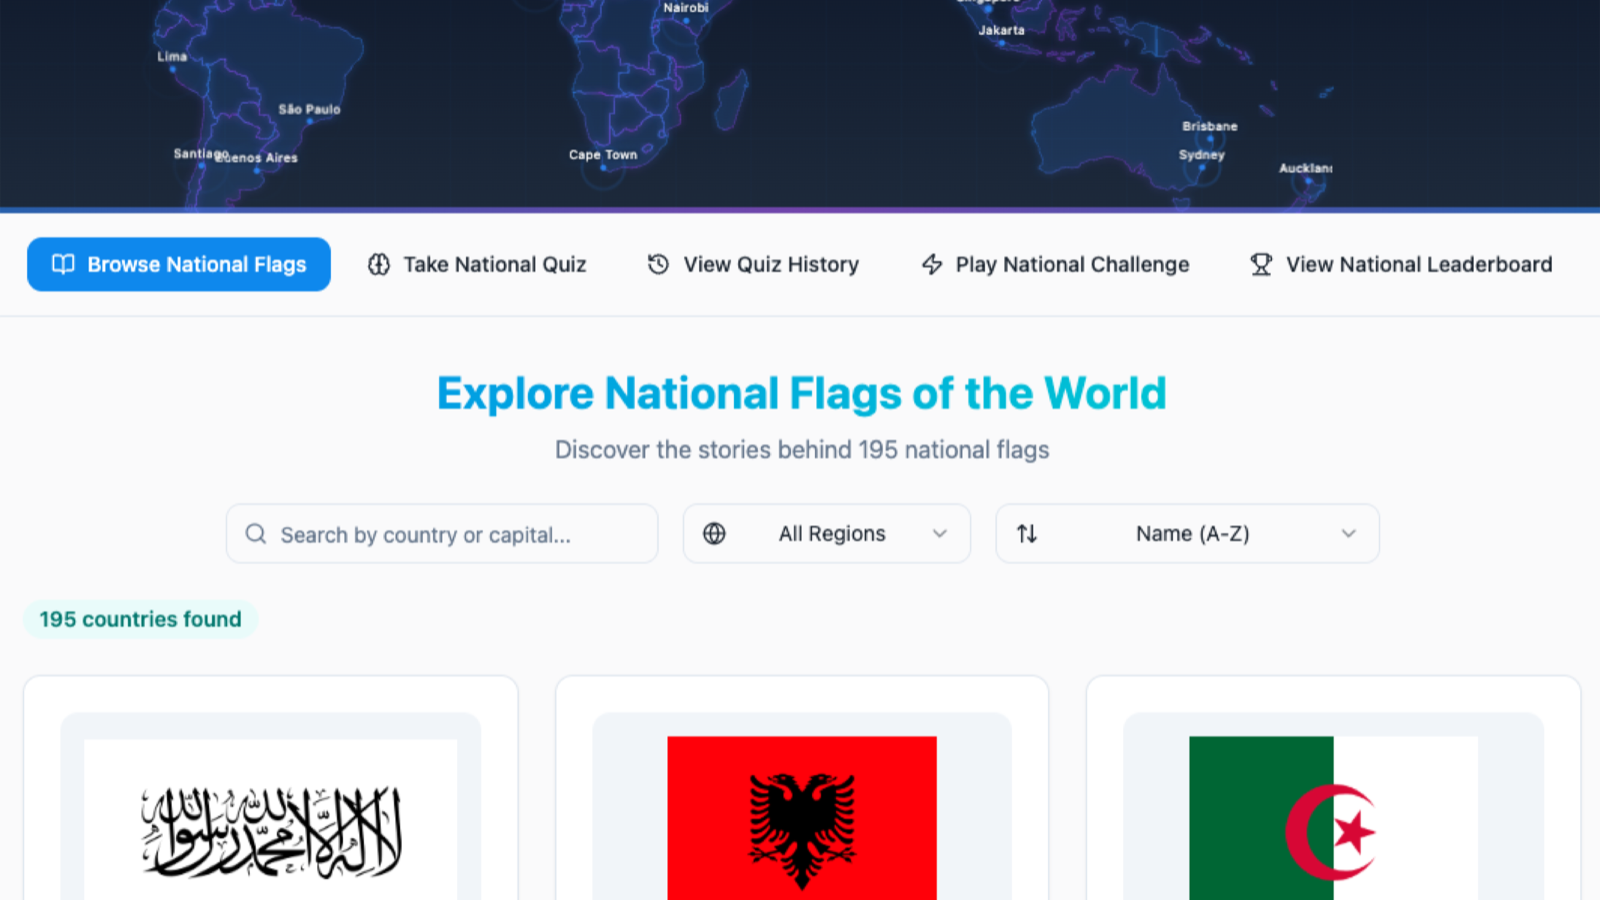 Nairobi
Singapore
Jakarta
Lima
São Paulo
Brisbane
Santiago
Buenos Aires
Cape Town
Sydney
Auckland
Browse National Flags
Take National Quiz
View Quiz History
Play National Challenge
View National Leaderboard
Explore National Flags of the World
Discover the stories behind 195 national flags
Search by country or capital...
All Regions
Name (A-Z)
195 countries found
لا إله إلا الله محمد رسول الله